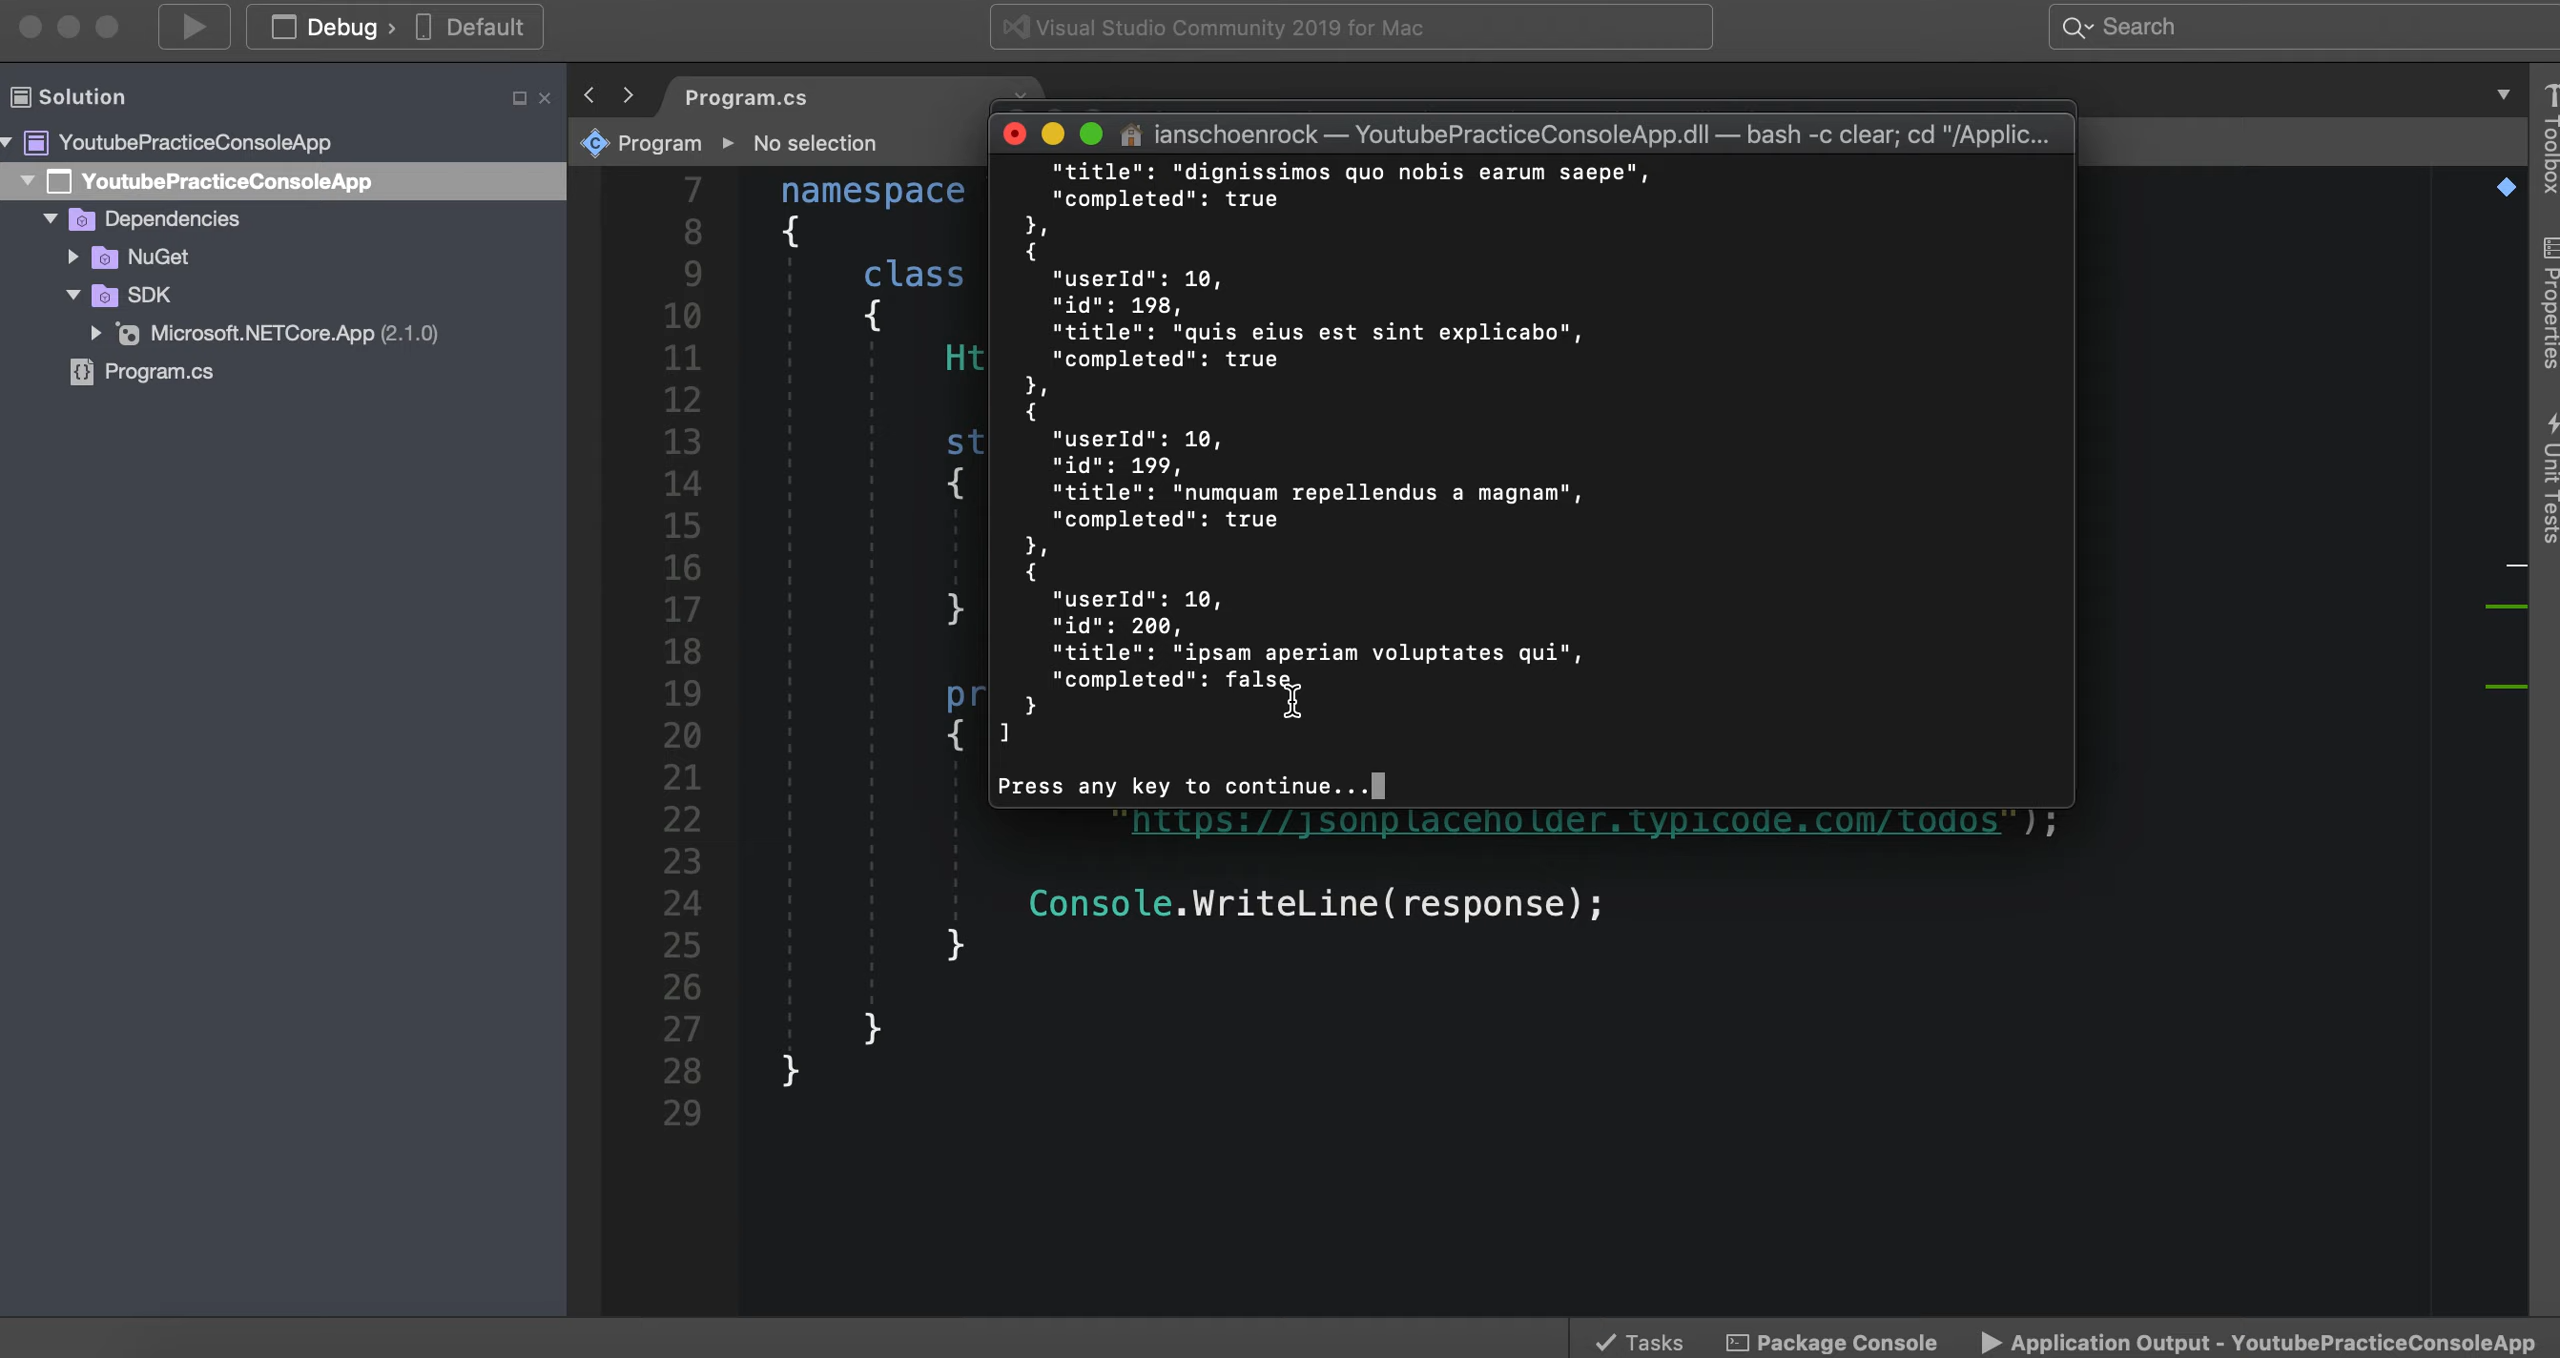 Debug › Default
Visual Studio Community 2019 for Mac
Search
Solution
YoutubePracticeConsoleApp
YoutubePracticeConsoleApp
Dependencies
NuGet
SDK
Microsoft.NETCore.App (2.1.0)
Program.cs
Program.cs
Program ▸ No selection
7 namespace
8 {
9 class
10 {
11 Ht
12
13 st
14 {
15
16
17 }
18
19 pr
20 {
21
22 "https://jsonplaceholder.typicode.com/todos");
23
24 Console.WriteLine(response);
25 }
26
27 }
28 }
29
ianschoenrock — YoutubePracticeConsoleApp.dll — bash -c clear; cd "/Applic...
"title": "dignissimos quo nobis earum saepe",
"completed": true
},
{
"userId": 10,
"id": 198,
"title": "quis eius est sint explicabo",
"completed": true
},
{
"userId": 10,
"id": 199,
"title": "numquam repellendus a magnam",
"completed": true
},
{
"userId": 10,
"id": 200,
"title": "ipsam aperiam voluptates qui",
"completed": false
}
]
Press any key to continue...
Toolbox
Properties
Unit Tests
Tasks
Package Console
Application Output - YoutubePracticeConsoleApp